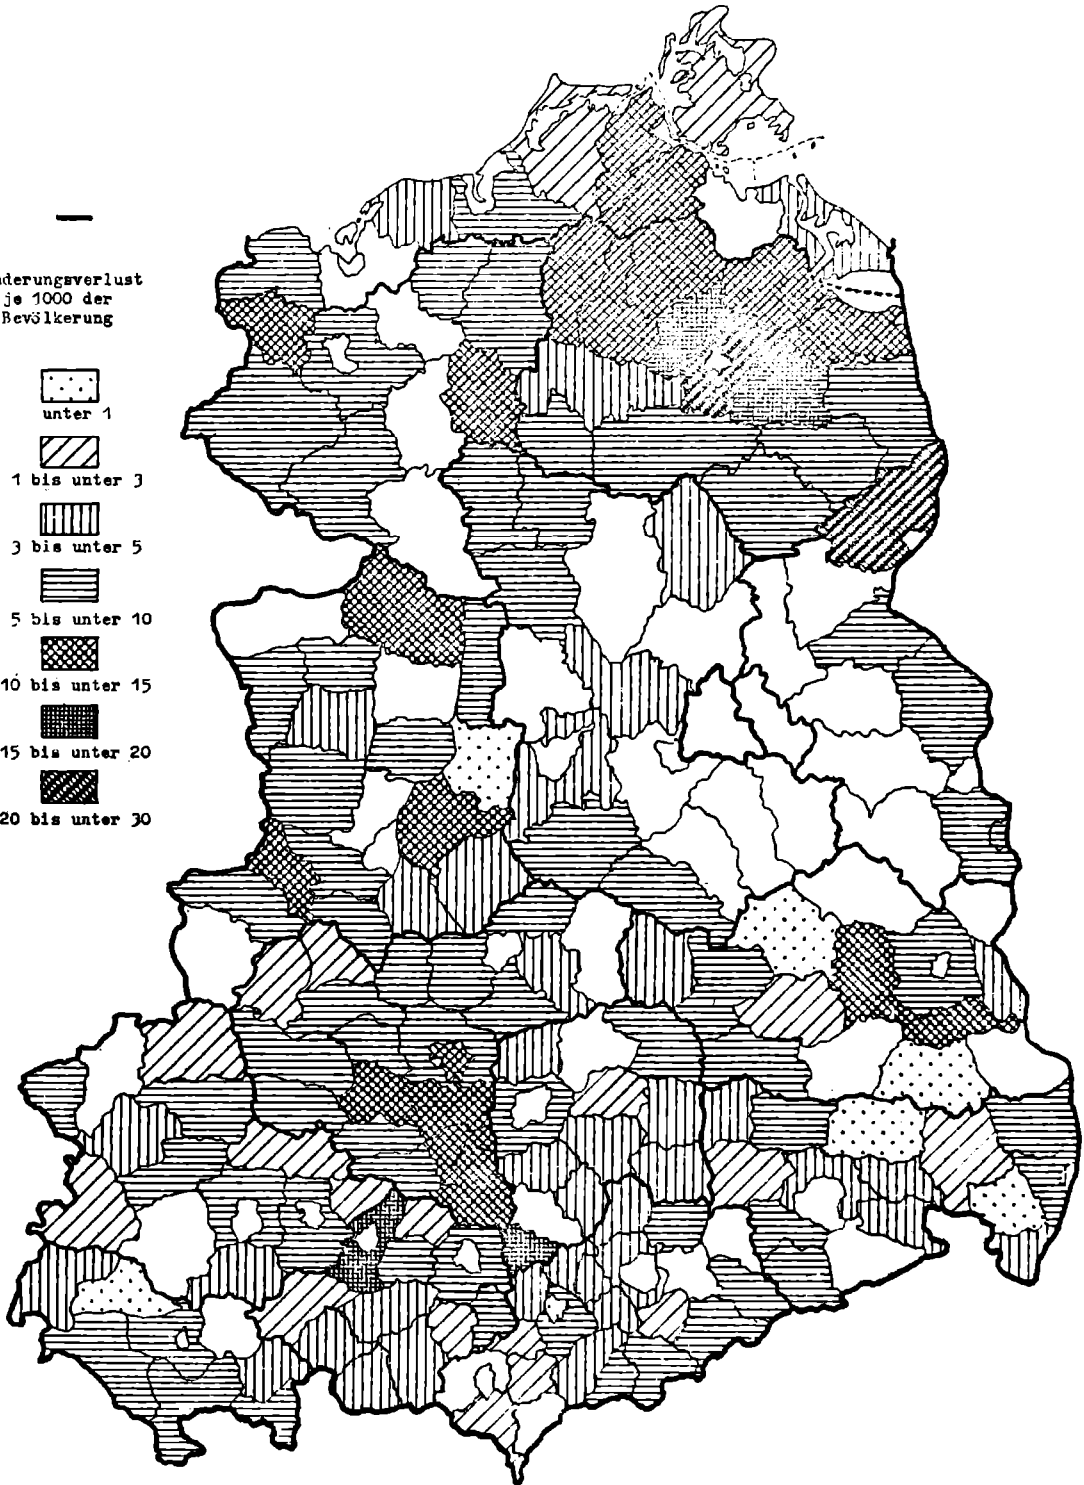 je 1000 der
Bevölkerung
unter 1
1 bis unter 3
3 bis unter 5
5 bis unter 10
10 bis unter 15
15 bis unter 20
20 bis unter 30